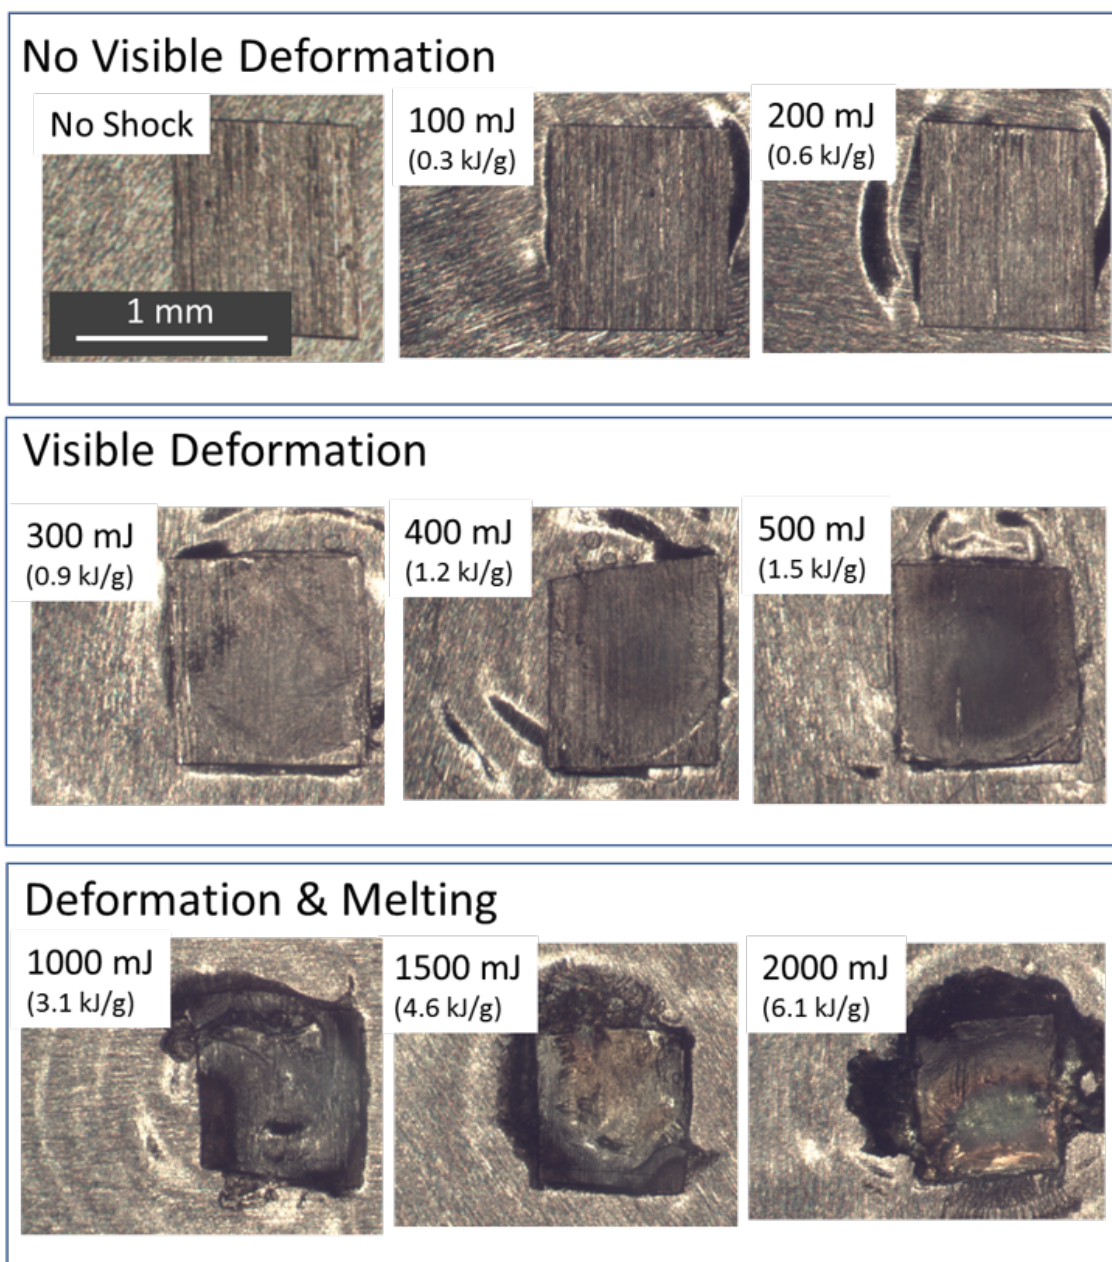 No Visible Deformation
No Shock
1 mm
100 mJ
(0.3 kJ/g)
200 mJ
(0.6 kJ/g)
Visible Deformation
300 mJ
(0.9 kJ/g)
400 mJ
(1.2 kJ/g)
500 mJ
(1.5 kJ/g)
Deformation & Melting
1000 mJ
(3.1 kJ/g)
1500 mJ
(4.6 kJ/g)
2000 mJ
(6.1 kJ/g)